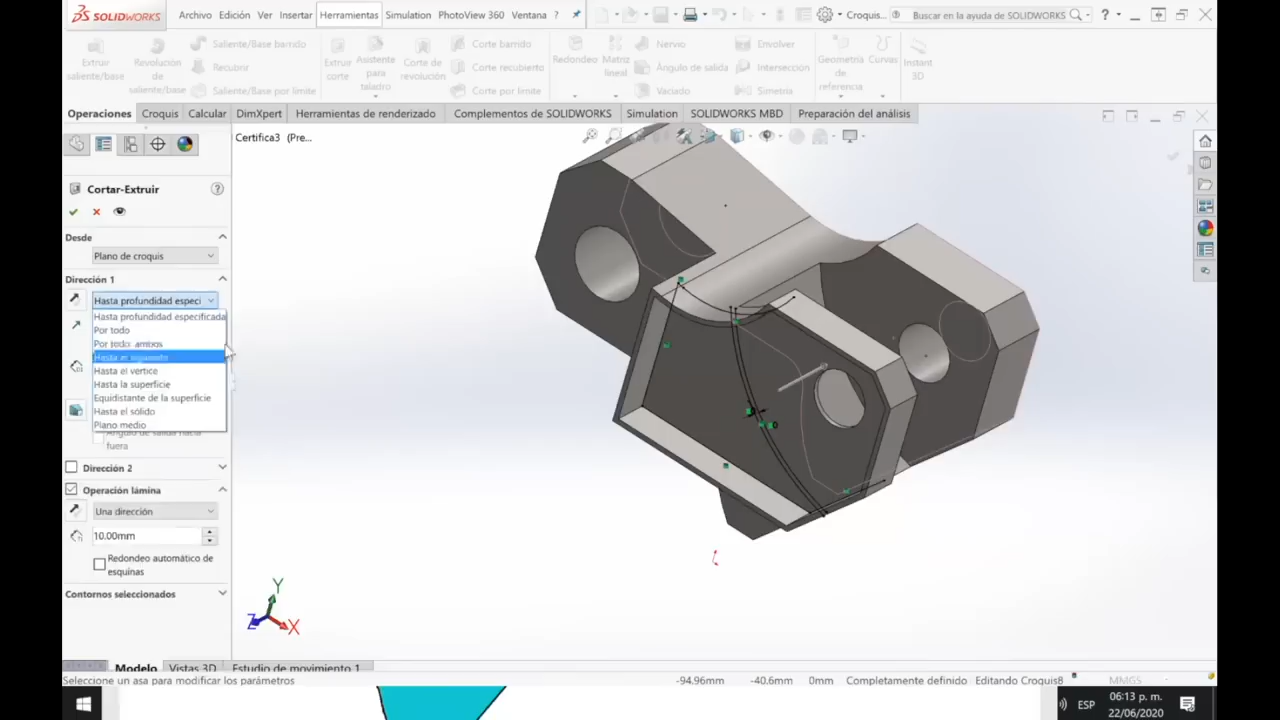 SOLIDWORKS
Archivo Edición Ver Insertar Herramientas Simulation PhotoView 360 Ventana ?
Croquis...
Buscar en la ayuda de SOLIDWORKS
Extruir saliente/base
Revolución de saliente/base
Saliente/Base barrido
Recubrir
Saliente/Base por límite
Extruir corte
Asistente para taladro
Corte de revolución
Corte barrido
Corte recubierto
Corte por límite
Redondeo
Matriz lineal
Nervio
Ángulo de salida
Vaciado
Envolver
Intersección
Simetría
Geometría de referencia
Curvas
Instant 3D
Operaciones Croquis Calcular DimXpert Herramientas de renderizado Complementos de SOLIDWORKS Simulation SOLIDWORKS MBD Preparación del análisis
Certifica3 (Pre...
Cortar-Extruir
Desde
Plano de croquis
Dirección 1
Hasta profundidad especi
Hasta profundidad especificada
Por todo
Por todo: ambos
Hasta el siguiente
Hasta el vertice
Hasta la superficie
Equidistante de la superficie
Hasta el sólido
Plano medio
Ángulo de salida hacia
fuera
Dirección 2
Operación lámina
Una dirección
10.00mm
Redondeo automático de
esquinas
Contornos seleccionados
Y
Z
X
Modelo Vistas 3D Estudio de movimiento 1
Seleccione un asa para modificar los parámetros
-94.96mm -40.6mm 0mm Completamente definido Editando Croquis8
MMGS
ESP
06:13 p. m.
22/06/2020